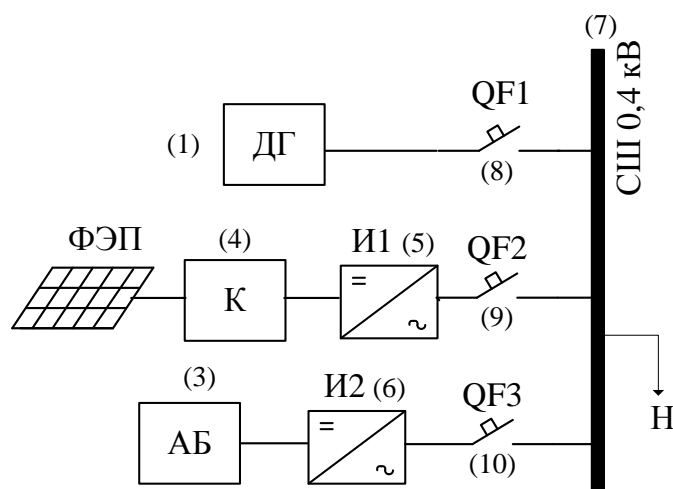 (7)
СШ 0,4 кВ
QF1
(1)
ДГ
(8)
ФЭП
(4)
И1 (5)
QF2
К
=
~
(9)
(3)
И2 (6)
QF3
АБ
=
~
(10)
Н